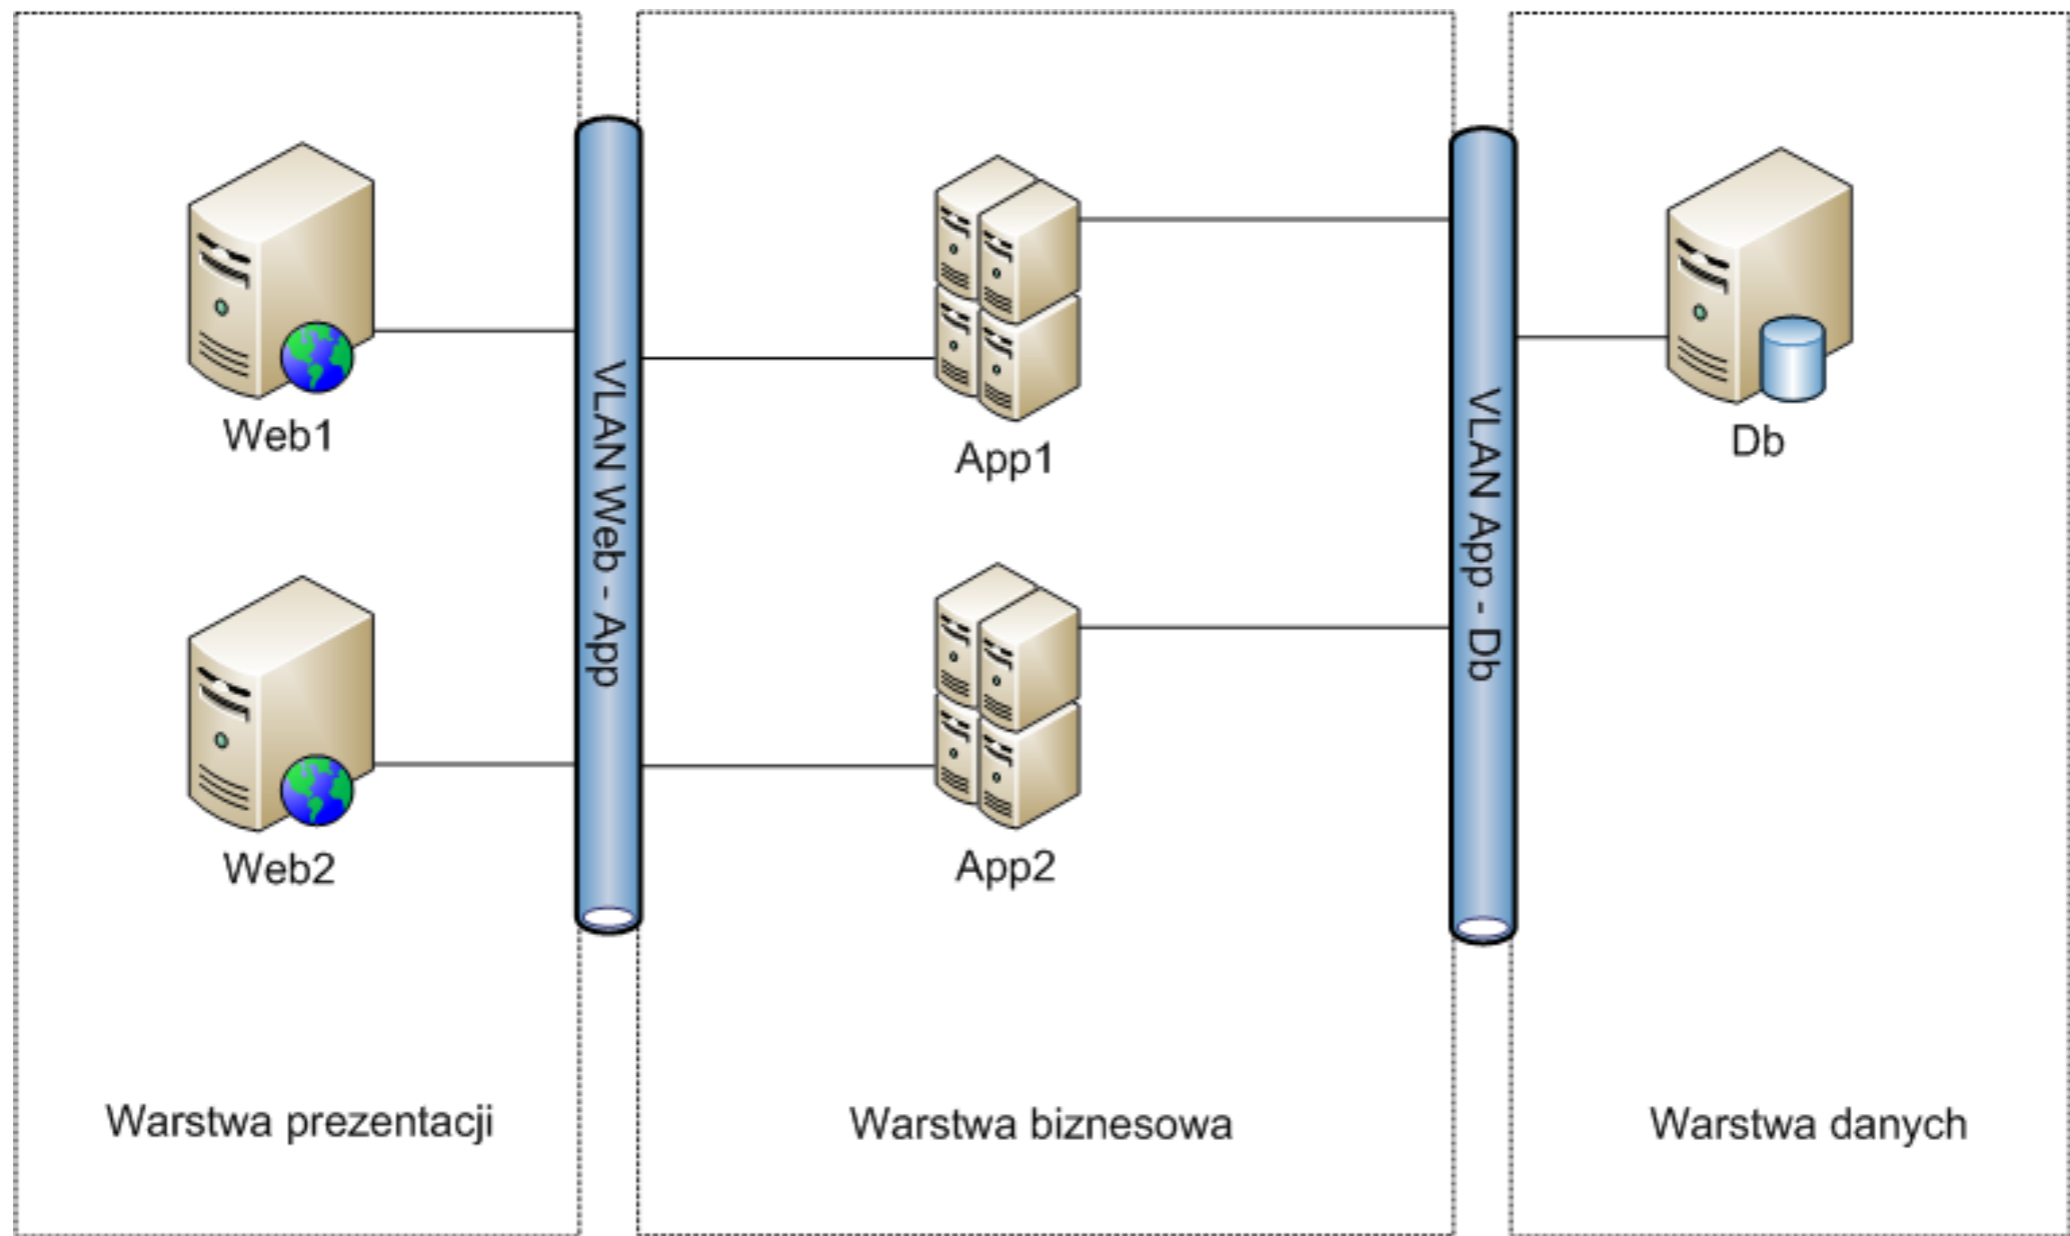 Web1
Web2
VLAN Web - App
App1
App2
VLAN App - Db
Db
Warstwa prezentacji
Warstwa biznesowa
Warstwa danych